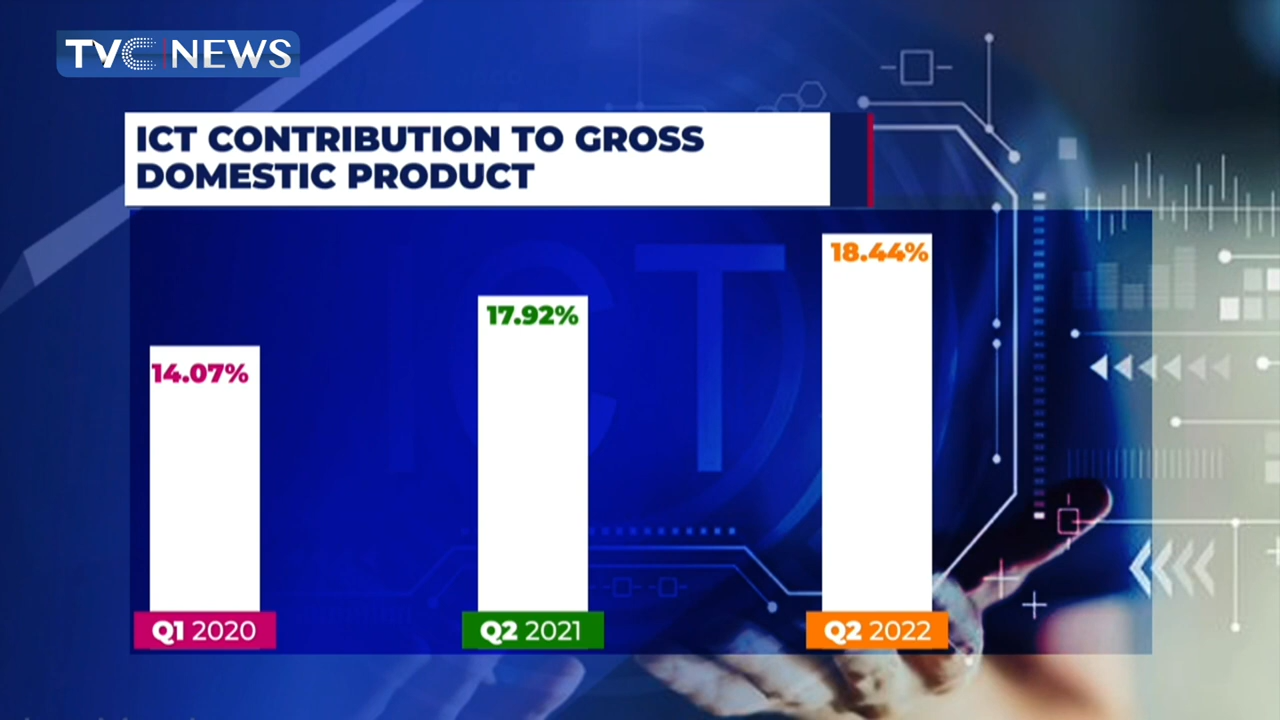 TVC NEWS
ICT CONTRIBUTION TO GROSS
DOMESTIC PRODUCT
ICT
14.07%
17.92%
18.44%
Q1 2020
Q2 2021
Q2 2022